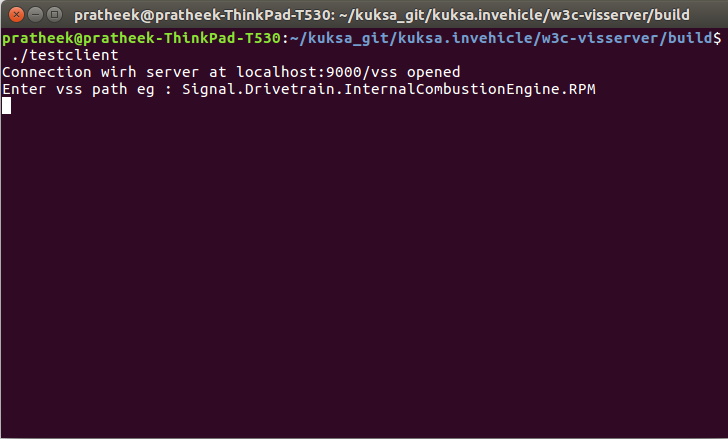 pratheek@pratheek-ThinkPad-T530: ~/kuksa_git/kuksa.invehicle/w3c-visserver/build
pratheek@pratheek-ThinkPad-T530:~/kuksa_git/kuksa.invehicle/w3c-visserver/build$
./testclient
Connection wirh server at localhost:9000/vss opened
Enter vss path eg : Signal.Drivetrain.InternalCombustionEngine.RPM